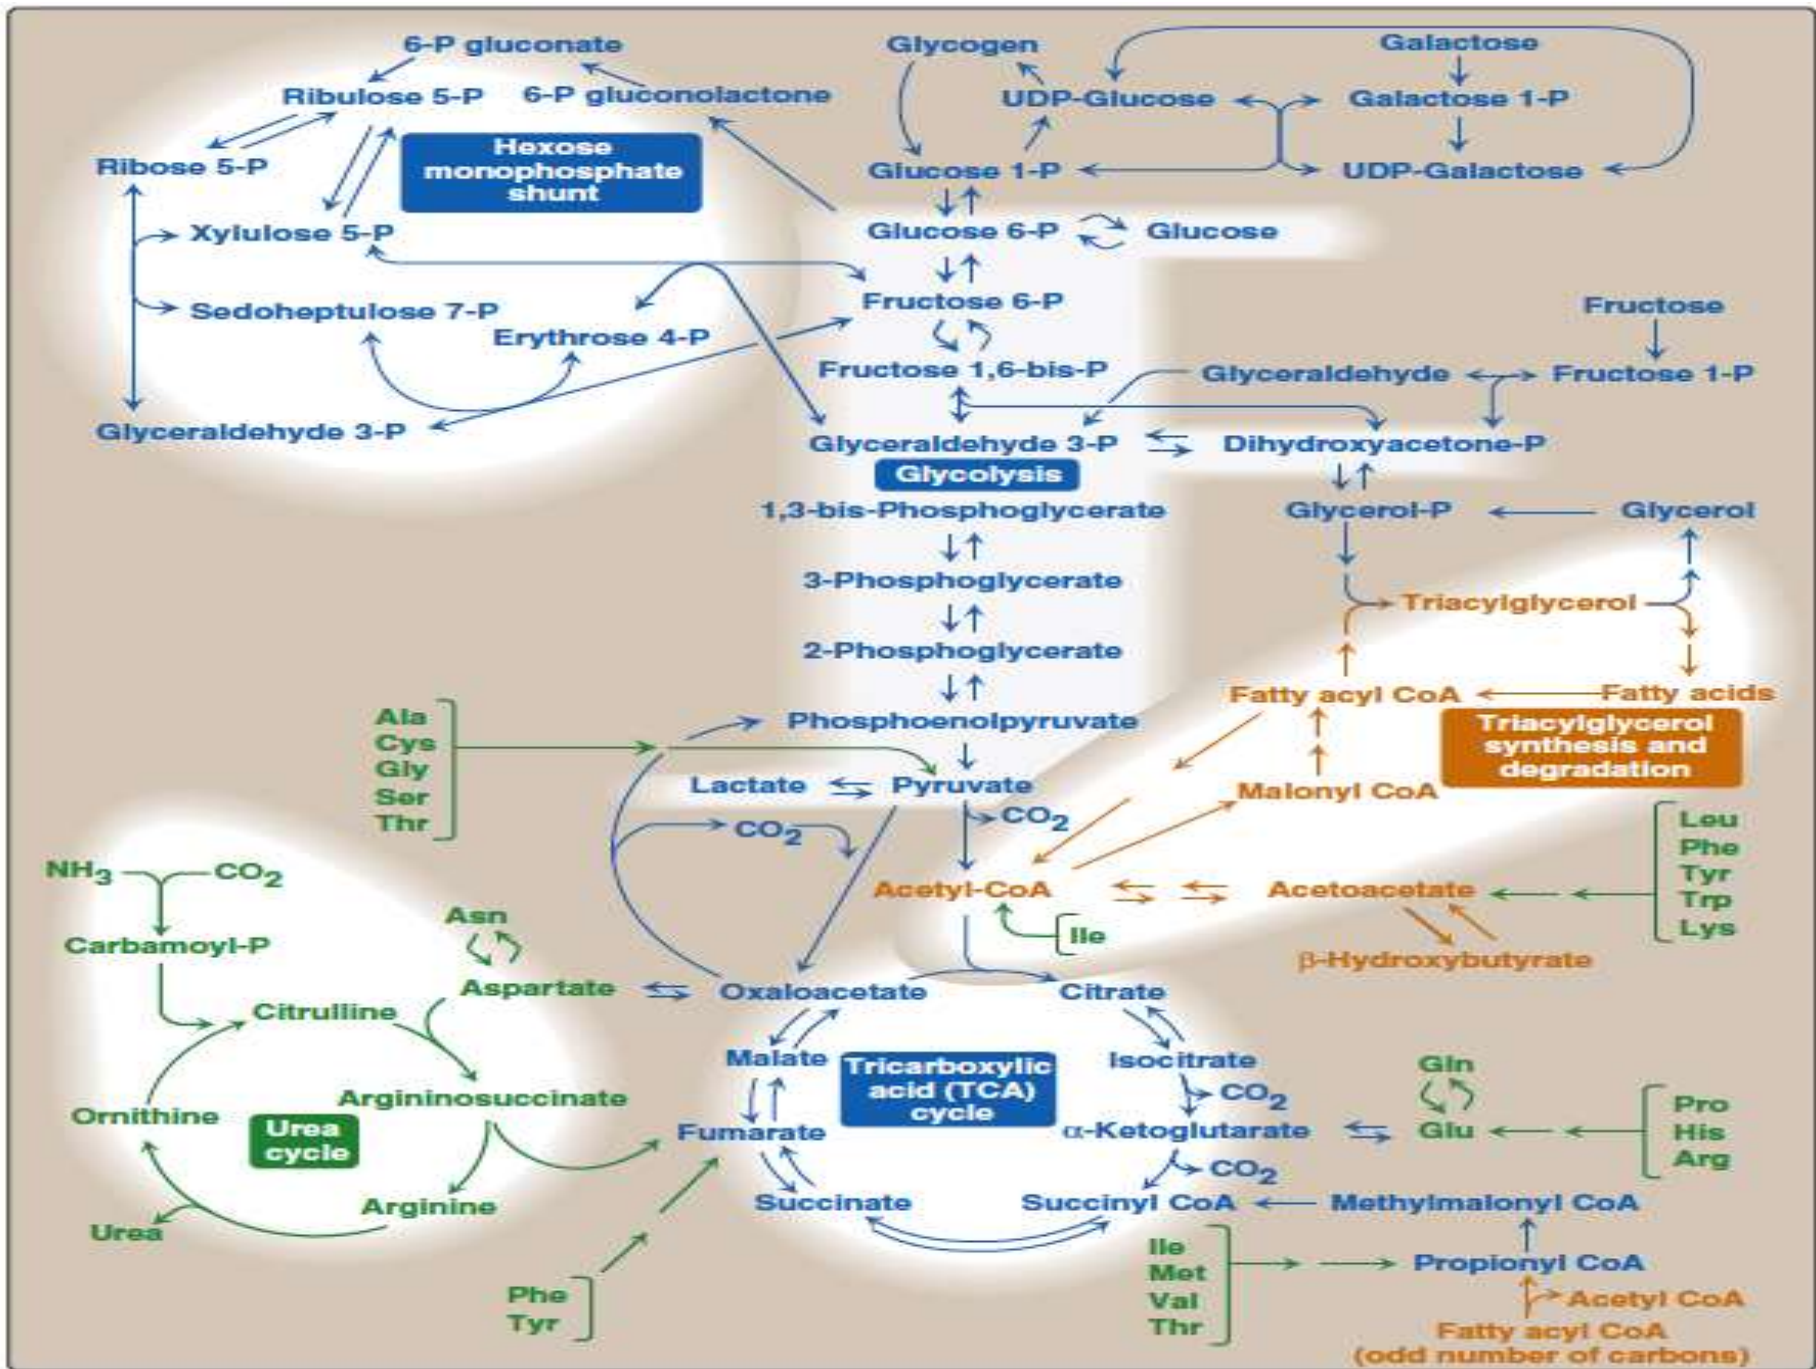 6-P gluconate
Glycogen
Galactose
Ribulose 5-P
6-P gluconolactone
UDP-Glucose
Galactose 1-P
Hexose
monophosphate
shunt
Ribose 5-P
Glucose 1-P
UDP-Galactose
Xylulose 5-P
Glucose 6-P
Glucose
Sedoheptulose 7-P
Erythrose 4-P
Fructose 6-P
Fructose
Fructose 1,6-bis-P
Glyceraldehyde
Fructose 1-P
Glyceraldehyde 3-P
Glyceraldehyde 3-P
Dihydroxyacetone-P
Glycolysis
1,3-bis-Phosphoglycerate
Glycerol-P
Glycerol
3-Phosphoglycerate
Triacylglycerol
2-Phosphoglycerate
Fatty acyl CoA
Fatty acids
Ala
Cys
Gly
Ser
Thr
Phosphoenolpyruvate
Triacylglycerol
synthesis and
degradation
Lactate
Pyruvate
Malonyl CoA
CO2
CO2
Leu
Phe
Tyr
Trp
Lys
NH3
CO2
Acetyl-CoA
Acetoacetate
Asn
Ile
Carbamoyl-P
β-Hydroxybutyrate
Aspartate
Oxaloacetate
Citrate
Citrulline
Malate
Tricarboxylic
acid (TCA)
cycle
Isocitrate
CO2
Gln
Argininosuccinate
Ornithine
Urea
cycle
Fumarate
α-Ketoglutarate
Glu
Pro
His
Arg
CO2
Arginine
Succinate
Succinyl CoA
Methylmalonyl CoA
Urea
Ile
Met
Val
Thr
Propionyl CoA
Phe
Tyr
Acetyl CoA
Fatty acyl CoA
(odd number of carbons)